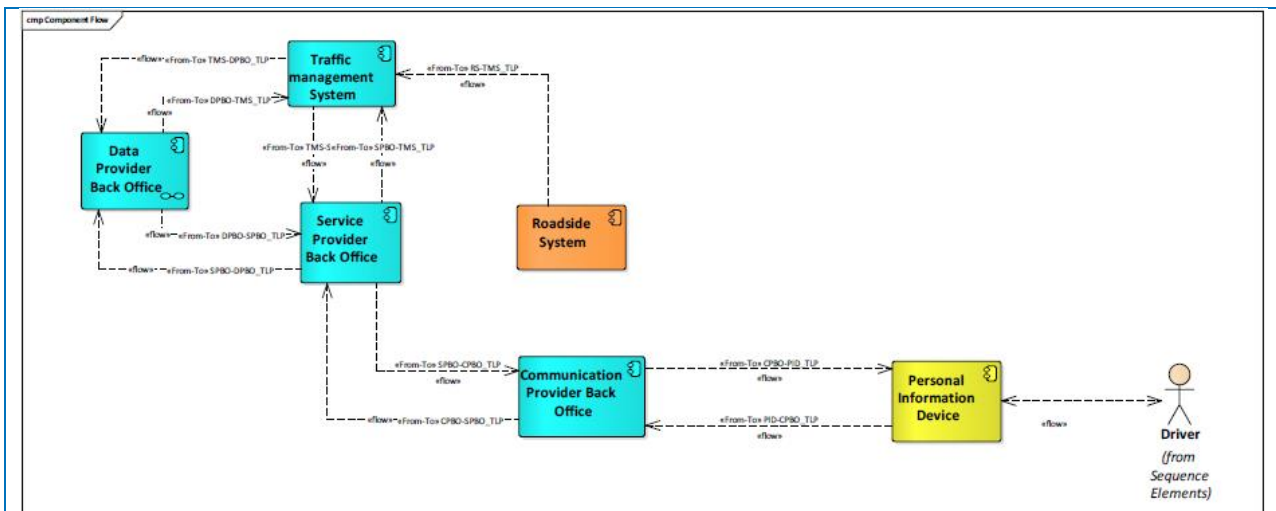 cmp Component Flow
Traffic
management
System
«flow» «From-To» TMS-DPBO_TLP
«From-To» RS-TMS_TLP
«flow»
«From-To» DPBO-TMS_TLP
«flow»
Data
Provider
Back Office
«From-To» TMS-S
«flow»
«From-To» SPBO-TMS_TLP
«flow»
Service
Provider
Back Office
Roadside
System
«flow» «From-To» DPBO-SPBO_TLP
«flow» «From-To» SPBO-DPBO_TLP
«From-To» SPBO-CPBO_TLP
«flow»
Communication
Provider Back
Office
«From-To» CPBO-PID_TLP
«flow»
Personal
Information
Device
«flow» «From-To» CPBO-SPBO_TLP
«From-To» PID-CPBO_TLP
«flow»
«flow»
Driver
(from
Sequence
Elements)